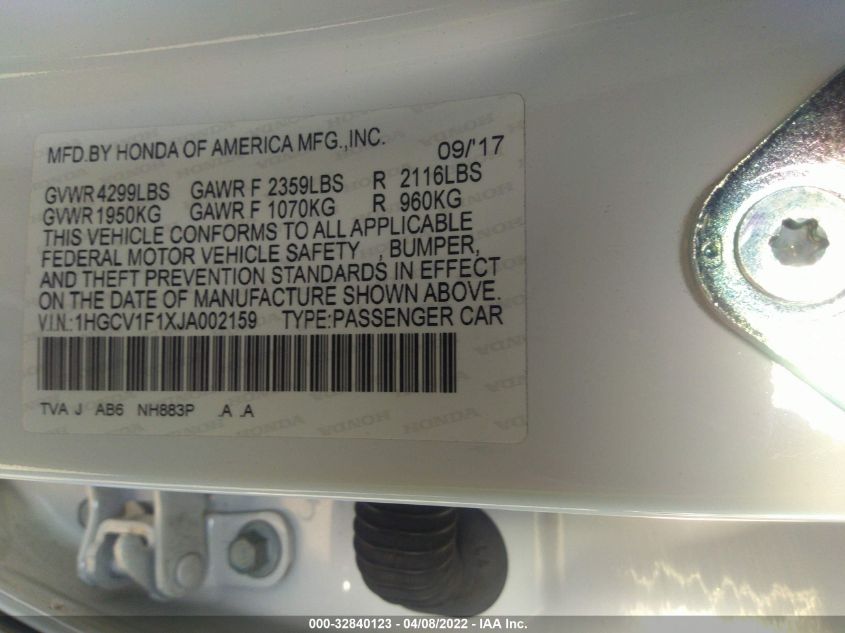 MFD.BY HONDA OF AMERICA MFG.,INC. 09/'17
GVWR 4299LBS GAWR F 2359LBS R 2116LBS
GVWR 1950KG GAWR F 1070KG R 960KG
THIS VEHICLE CONFORMS TO ALL APPLICABLE
FEDERAL MOTOR VEHICLE SAFETY , BUMPER,
AND THEFT PREVENTION STANDARDS IN EFFECT
ON THE DATE OF MANUFACTURE SHOWN ABOVE.
V.I.N.:1HGCV1F1XJA002159 TYPE:PASSENGER CAR
TVA J AB6 NH883P .A .A
000-32840123 - 04/08/2022 - IAA Inc.